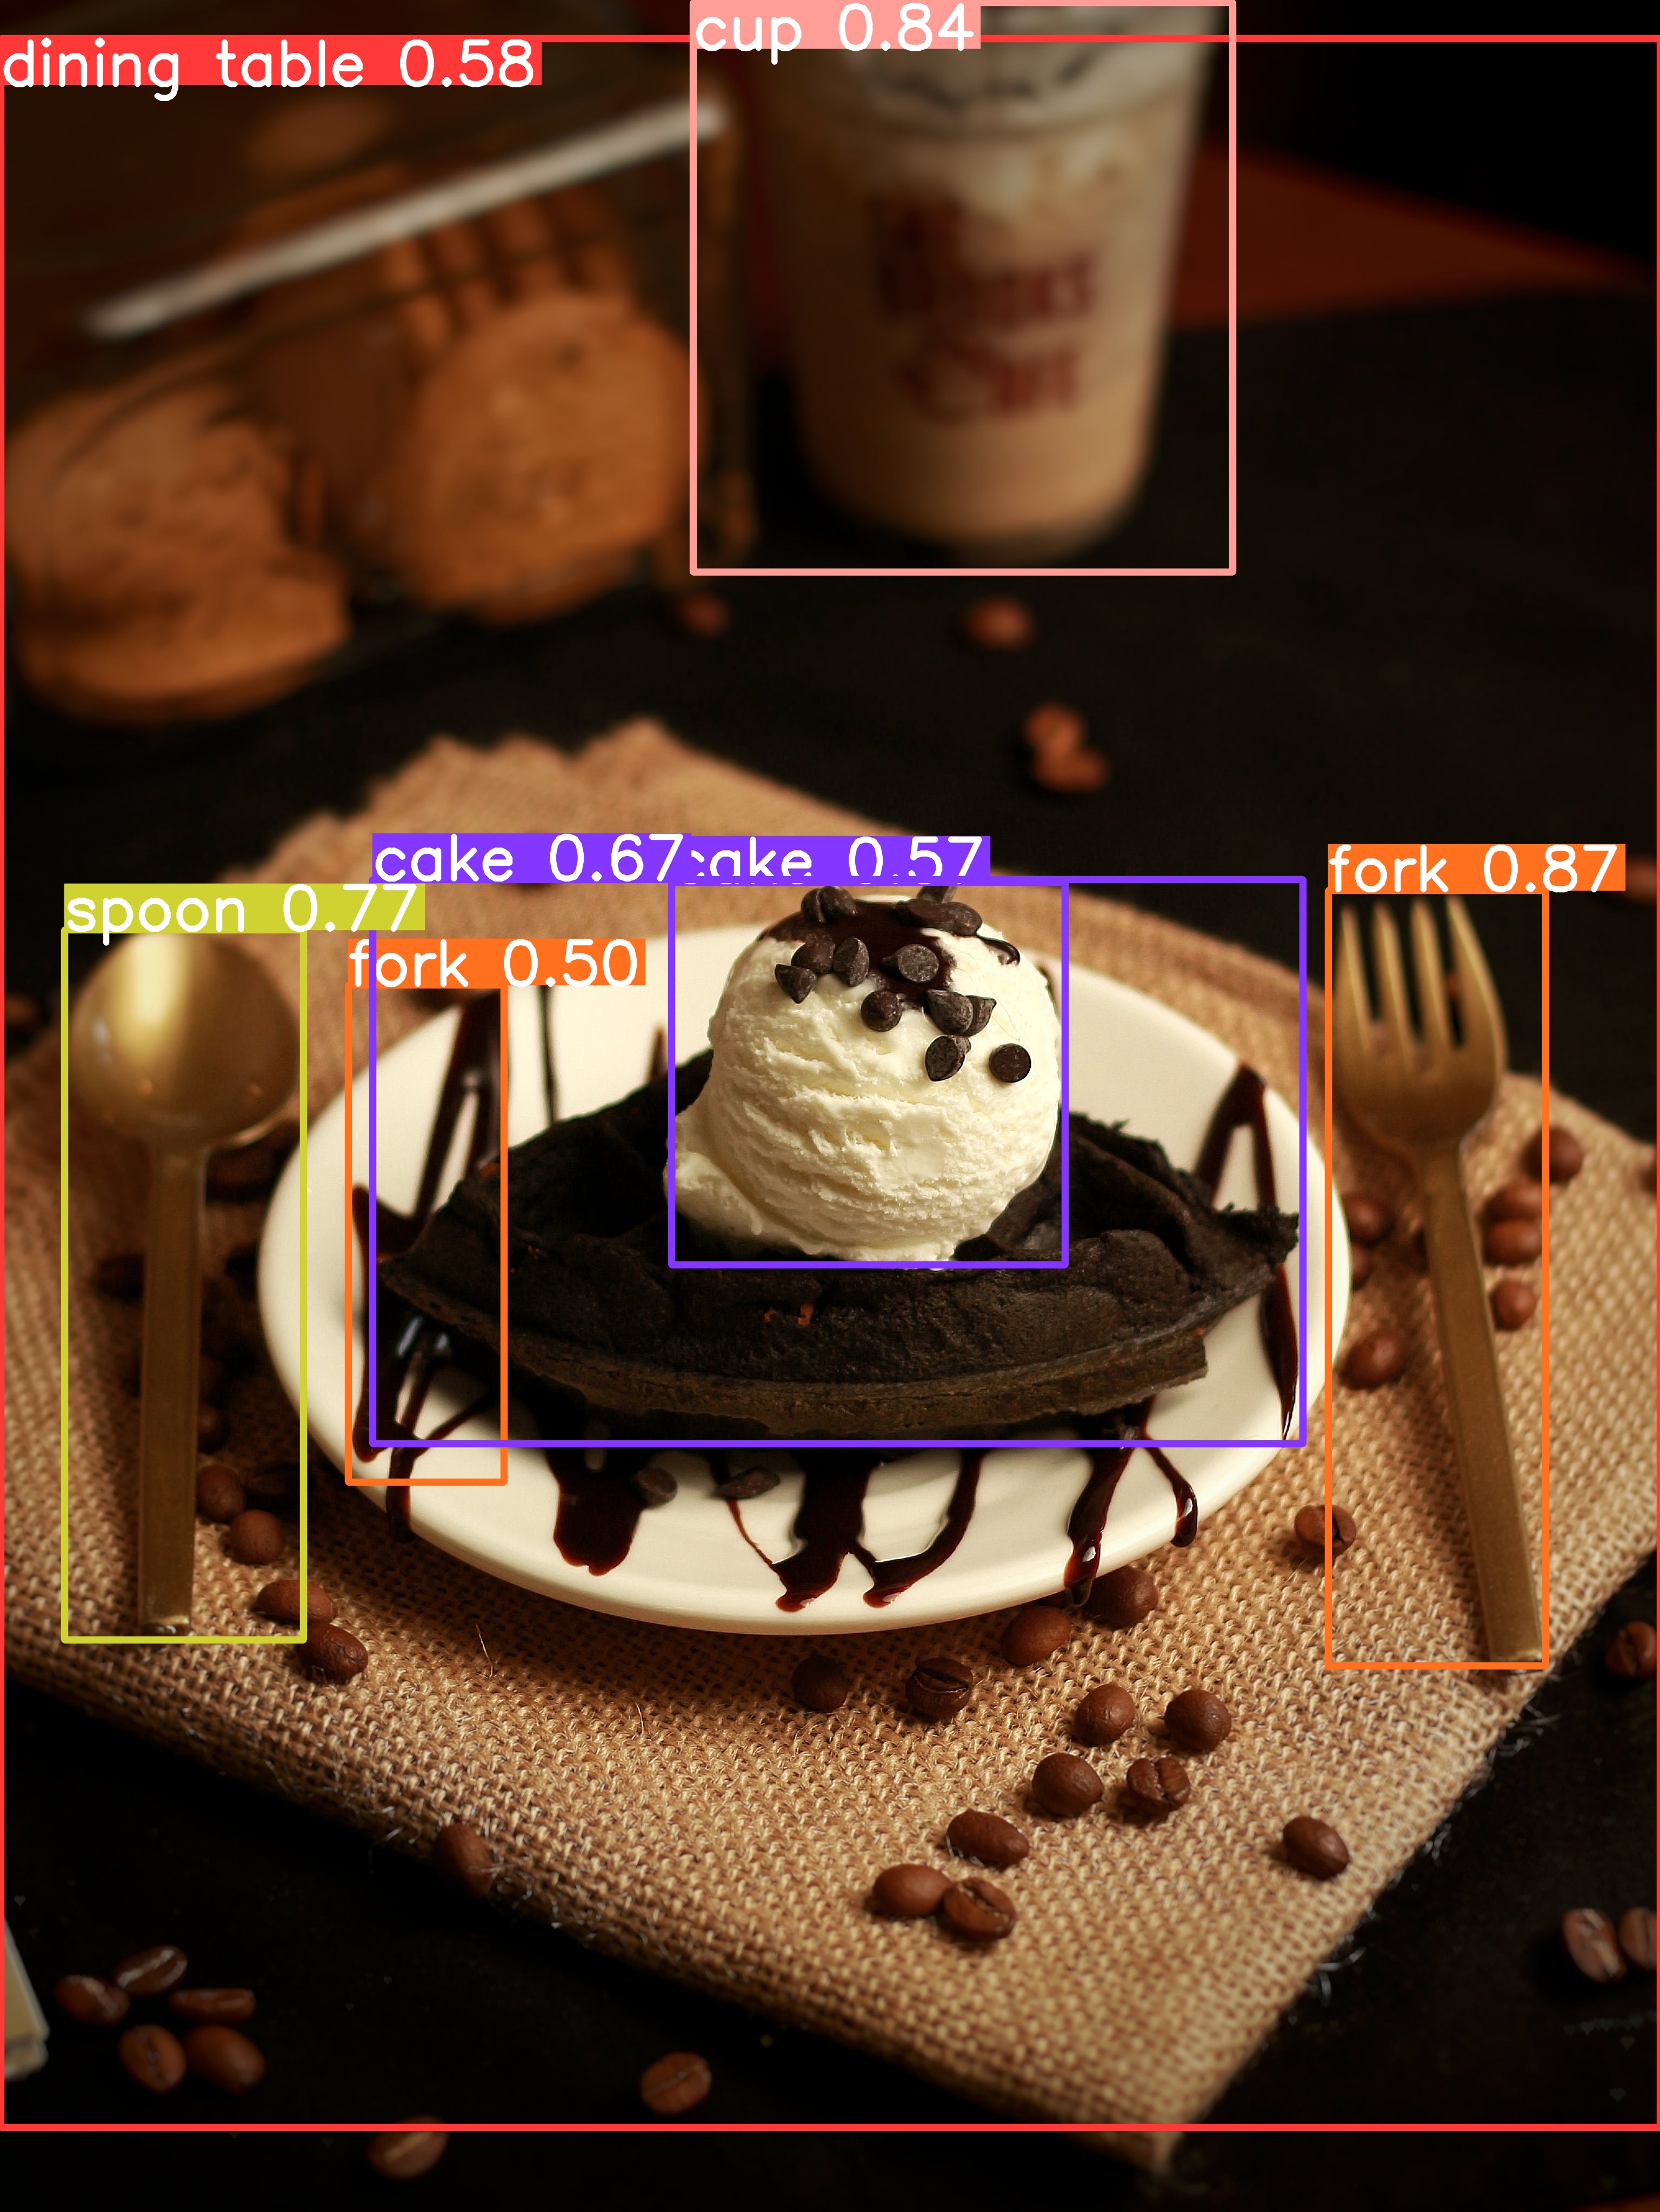 cup 0.84
dining table 0.58
cake 0.67
cake 0.57
fork 0.87
spoon 0.77
fork 0.50